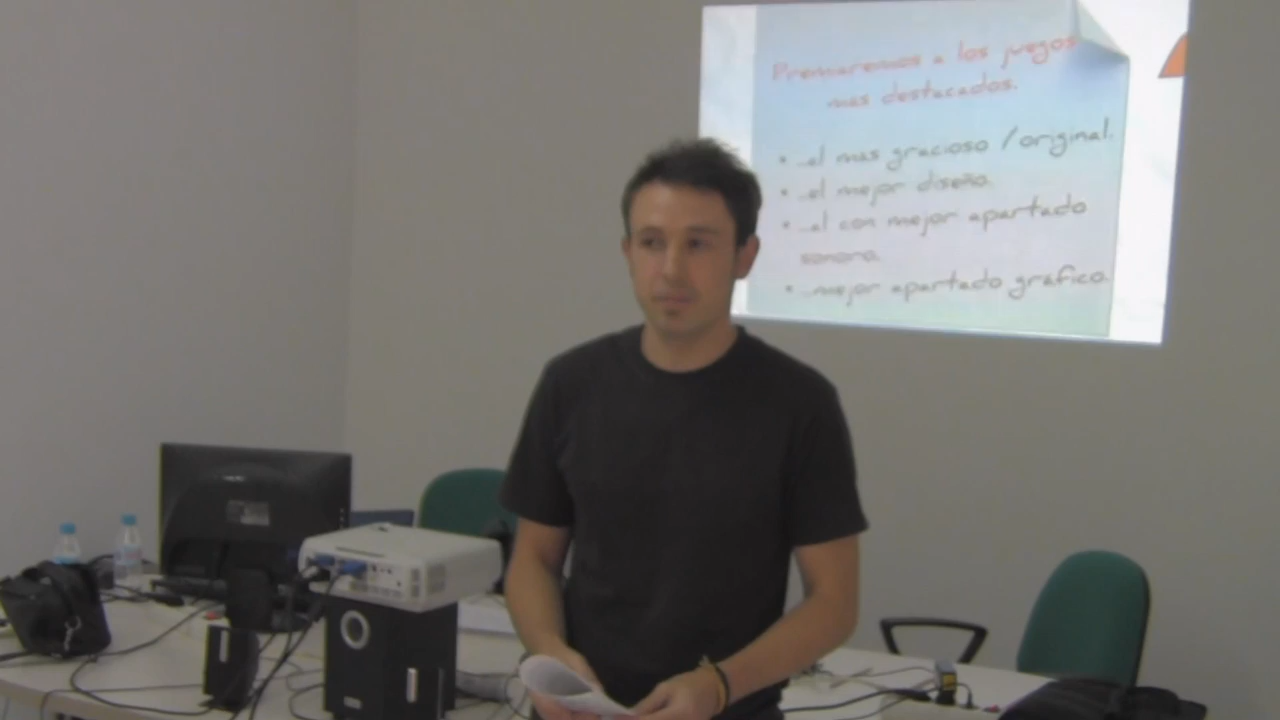 Premiaremos a los juegos
mas destacados.
• ...el mas gracioso / original.
• ...el mejor diseño.
• ...el con mejor apartado
sonoro.
• ...mejor apartado gráfico.